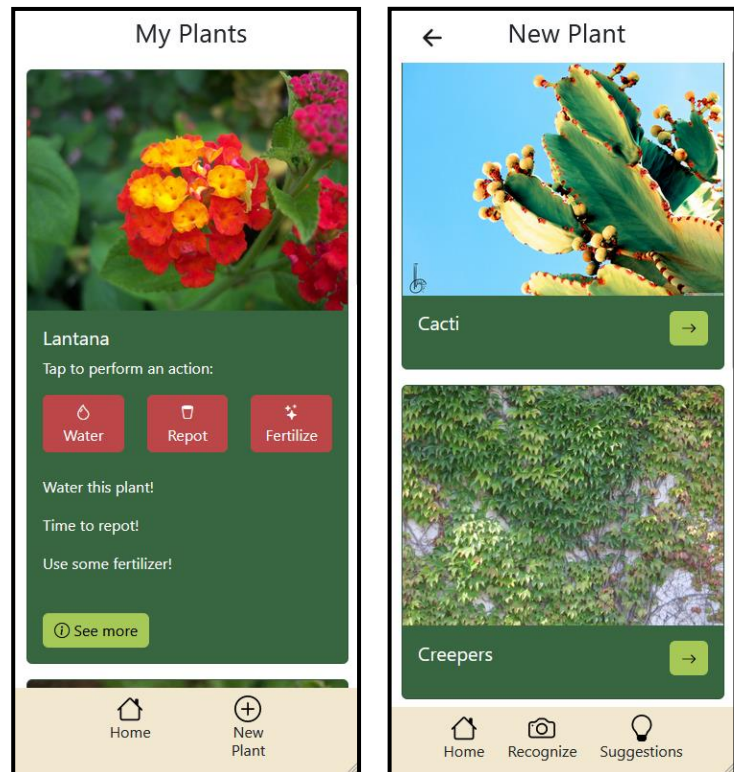 My Plants
Lantana
Tap to perform an action:
Water
Repot
Fertilize
Water this plant!
Time to repot!
Use some fertilizer!
See more
Home
New
Plant
New Plant
Cacti
Creepers
Home
Recognize
Suggestions